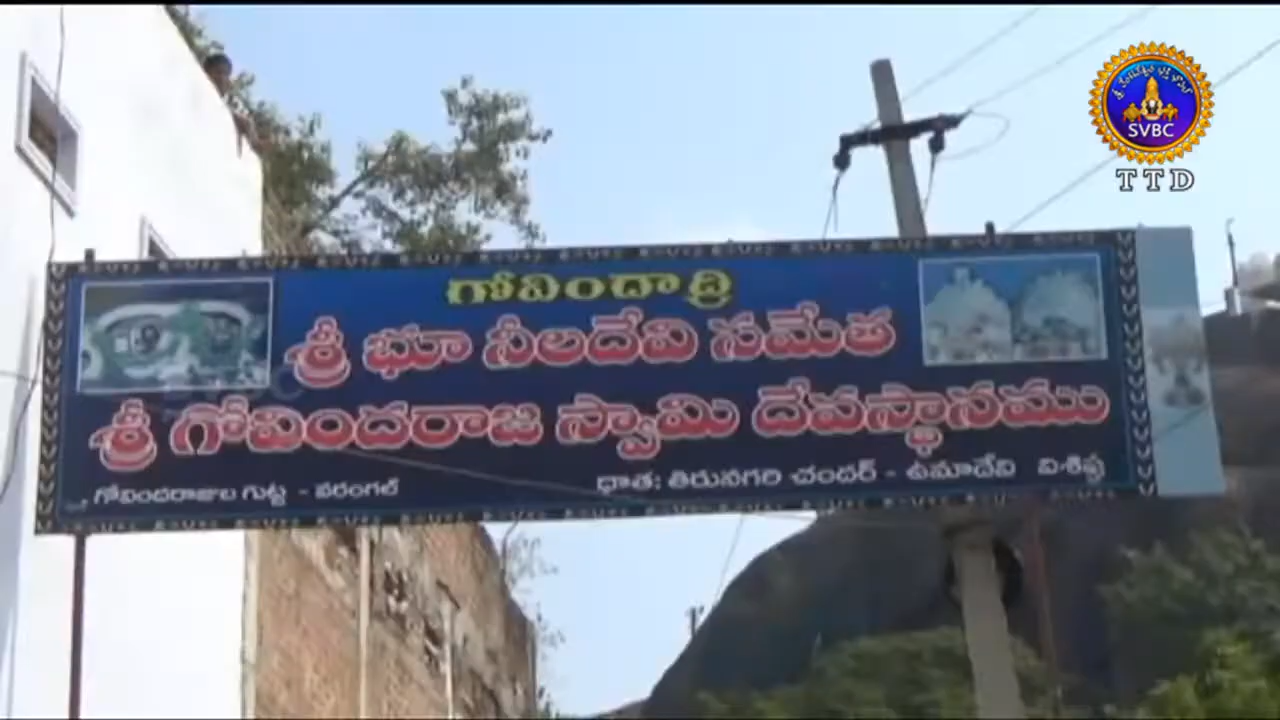 గోవిందాద్రి
శ్రీ భూ నీలదేవి సమేత
శ్రీ గోవిందరాజ స్వామి దేవస్థానము
గోవిందరాజుల గుట్ట - వరంగల్
ధాత: తిరునగరి చందర్ - ఉమాదేవి విశిష్ఠ
SVBC
TTD